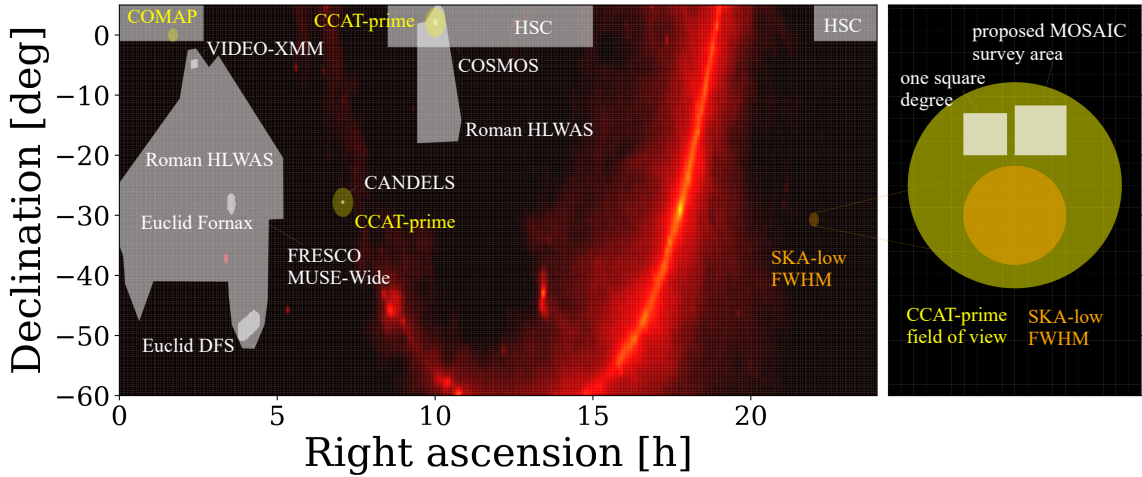 COMAP
CCAT-prime
HSC
HSC
VIDEO-XMM
COSMOS
Roman HLWAS
Roman HLWAS
CANDELS
CCAT-prime
Euclid Fornax
FRESCO
MUSE-Wide
SKA-low
FWHM
Euclid DFS
0
−10
−20
−30
−40
−50
−60
0
5
10
15
20
Declination [deg]
Right ascension [h]
proposed MOSAIC
survey area
one square
degree
CCAT-prime
field of view
SKA-low
FWHM